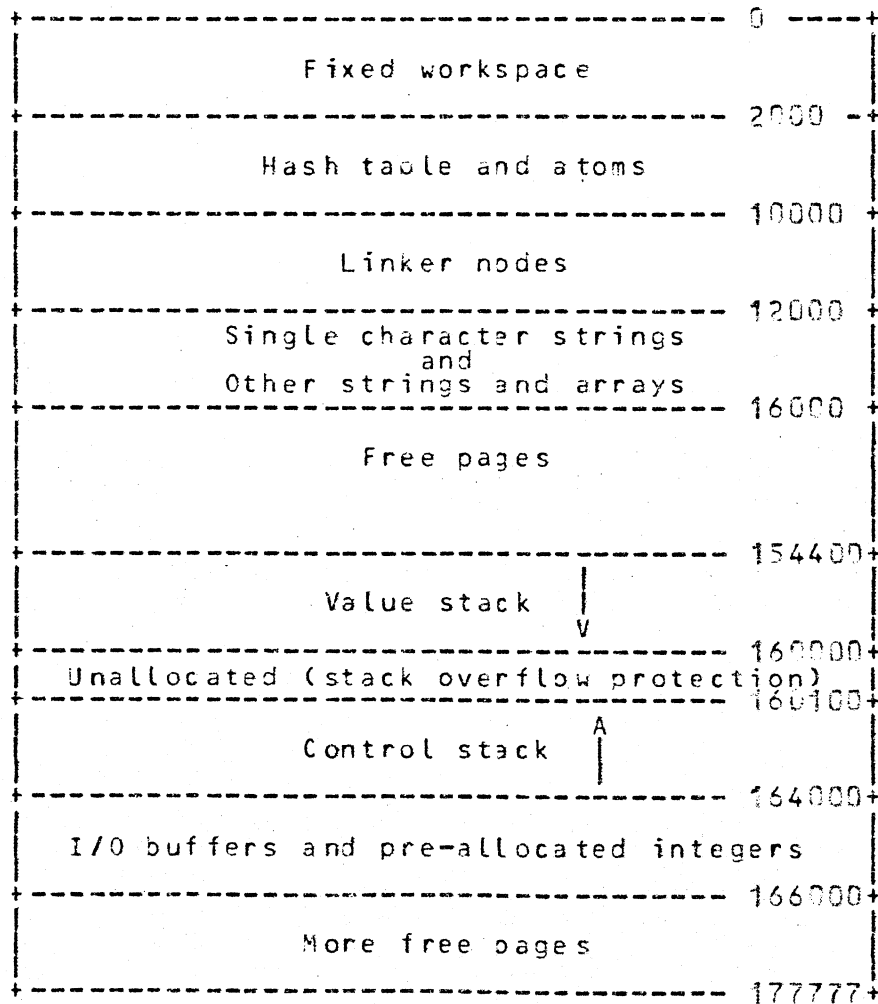 0
Fixed workspace
2000
Hash table and atoms
10000
Linker nodes
12000
Single character strings
and
Other strings and arrays
16000
Free pages
154400
Value stack
V
160000
Unallocated (stack overflow protection)
160100
A
Control stack
164000
I/O buffers and pre-allocated integers
166000
More free pages
177777